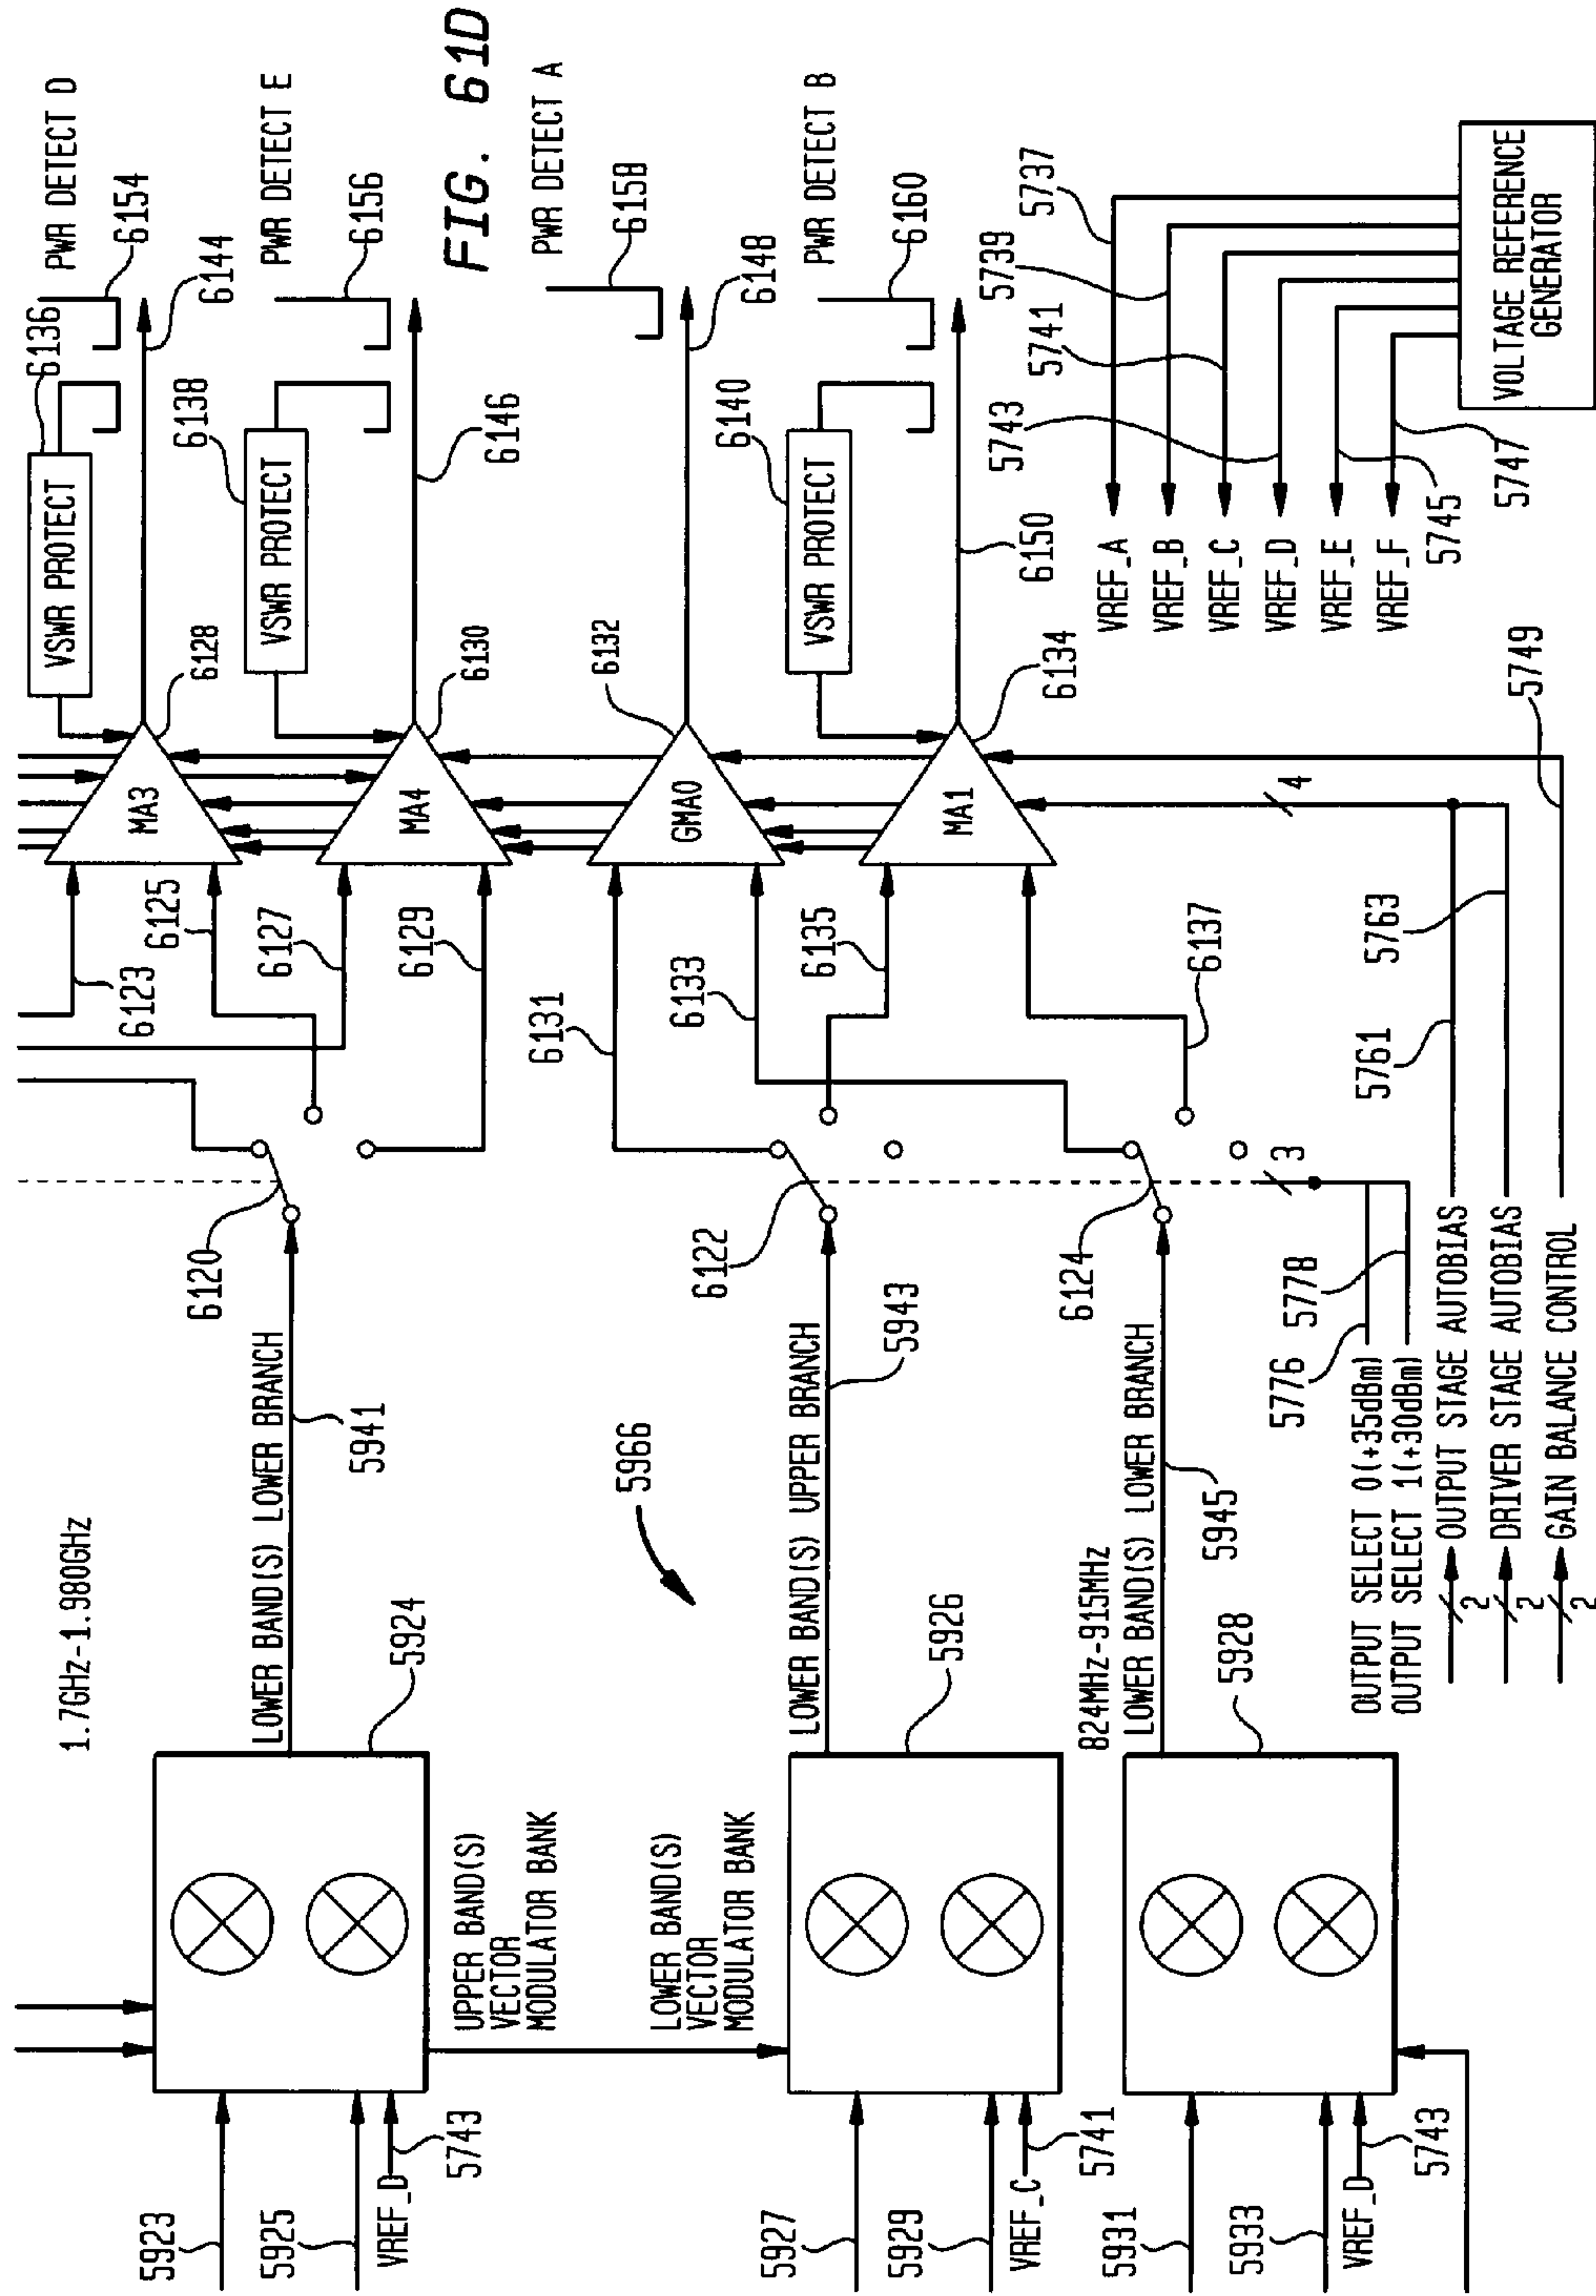 FIG. 61D
1.7GHz-1.980GHz
5923
5925
VREF_D
5743
5924
LOWER BAND(S) LOWER BRANCH
5941
6120
6123
6125
6127
6129
MA3
6128
VSWR PROTECT
6136
PWR DETECT D
6154
6144
MA4
6130
VSWR PROTECT
6138
PWR DETECT E
6156
6146
UPPER BAND(S)
VECTOR
MODULATOR BANK
LOWER BAND(S)
VECTOR
MODULATOR BANK
5966
5927
5929
VREF_C
5741
5926
LOWER BAND(S) UPPER BRANCH
5943
6122
6131
6133
6135
6137
GMA0
6132
PWR DETECT A
6158
6148
MA1
6134
VSWR PROTECT
6140
PWR DETECT B
6160
6150
5931
5933
VREF_D
5743
5928
824MHz-915MHz
LOWER BAND(S) LOWER BRANCH
5945
6124
3
4
5776
5778
OUTPUT SELECT 0(+35dBm)
OUTPUT SELECT 1(+30dBm)
2
OUTPUT STAGE AUTOBIAS
5761
2
DRIVER STAGE AUTOBIAS
5763
2
GAIN BALANCE CONTROL
5749
VREF_A
5737
VREF_B
5739
VREF_C
5741
VREF_D
5743
VREF_E
5745
VREF_F
5747
VOLTAGE REFERENCE
GENERATOR